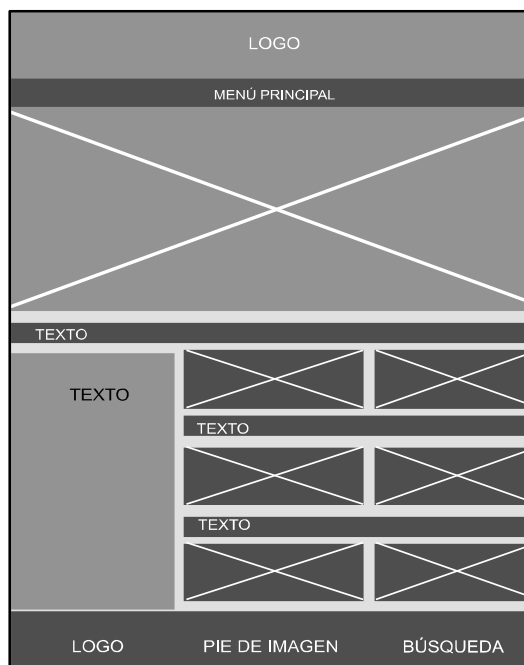 LOGO
MENÚ PRINCIPAL
TEXTO
TEXTO
TEXTO
TEXTO
LOGO PIE DE IMAGEN BÚSQUEDA